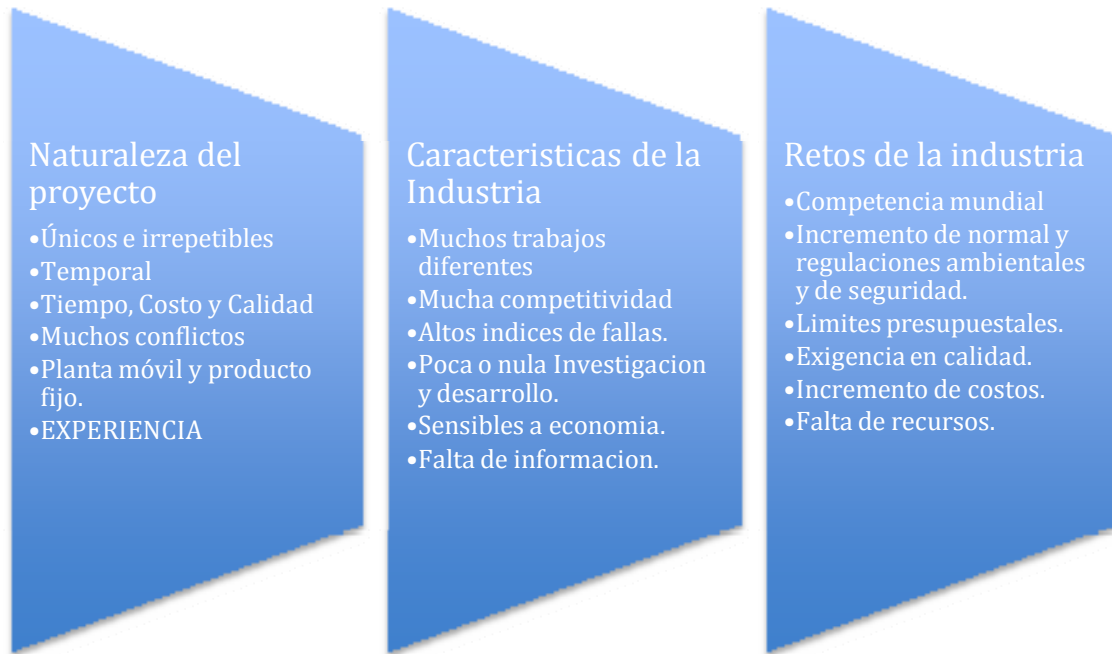 Naturaleza del
proyecto
•Únicos e irrepetibles
•Temporal
•Tiempo, Costo y Calidad
•Muchos conflictos
•Planta móvil y producto
fijo.
•EXPERIENCIA
Caracteristicas de la
Industria
•Muchos trabajos
diferentes
•Mucha competitividad
•Altos indices de fallas.
•Poca o nula Investigacion
y desarrollo.
•Sensibles a economia.
•Falta de informacion.
Retos de la industria
•Competencia mundial
•Incremento de normal y
regulaciones ambientales
y de seguridad.
•Limites presupuestales.
•Exigencia en calidad.
•Incremento de costos.
•Falta de recursos.